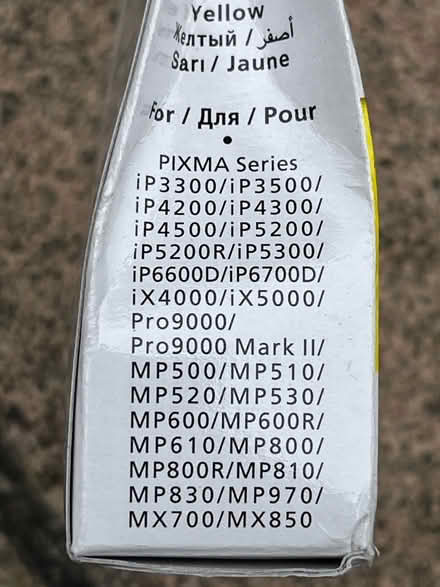 Yellow
Желтый / أصفر
Sarı / Jaune
For / Для / Pour
•
PIXMA Series
iP3300/iP3500/
iP4200/iP4300/
iP4500/iP5200/
iP5200R/iP5300/
iP6600D/iP6700D/
iX4000/iX5000/
Pro9000/
Pro9000 Mark II/
MP500/MP510/
MP520/MP530/
MP600/MP600R/
MP610/MP800/
MP800R/MP810/
MP830/MP970/
MX700/MX850